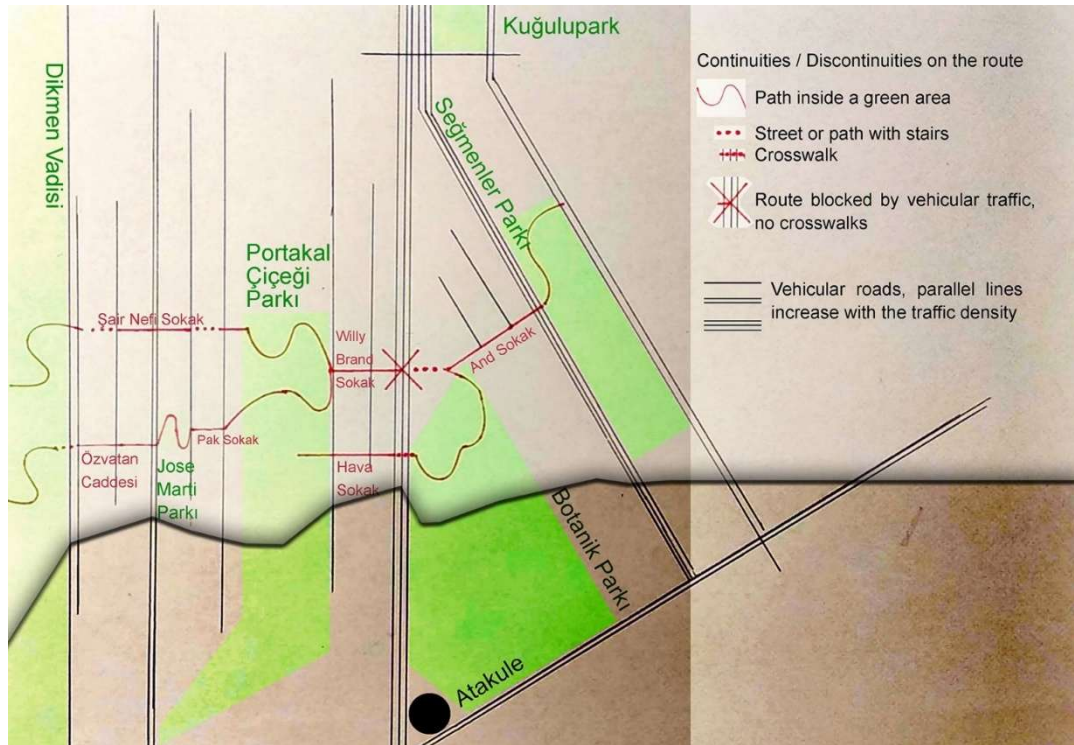 Kuğulupark
Dikmen Vadisi
Seğmenler Parkı
Continuities / Discontinuities on the route
Path inside a green area
Street or path with stairs
Crosswalk
Route blocked by vehicular traffic,
no crosswalks
Vehicular roads, parallel lines
increase with the traffic density
Portakal
Çiçeği
Parkı
Şair Nefi Sokak
Willy
Brand
Sokak
And Sokak
Pak Sokak
Özvatan
Caddesi
Jose
Marti
Parkı
Hava
Sokak
Botanik Parkı
Atakule